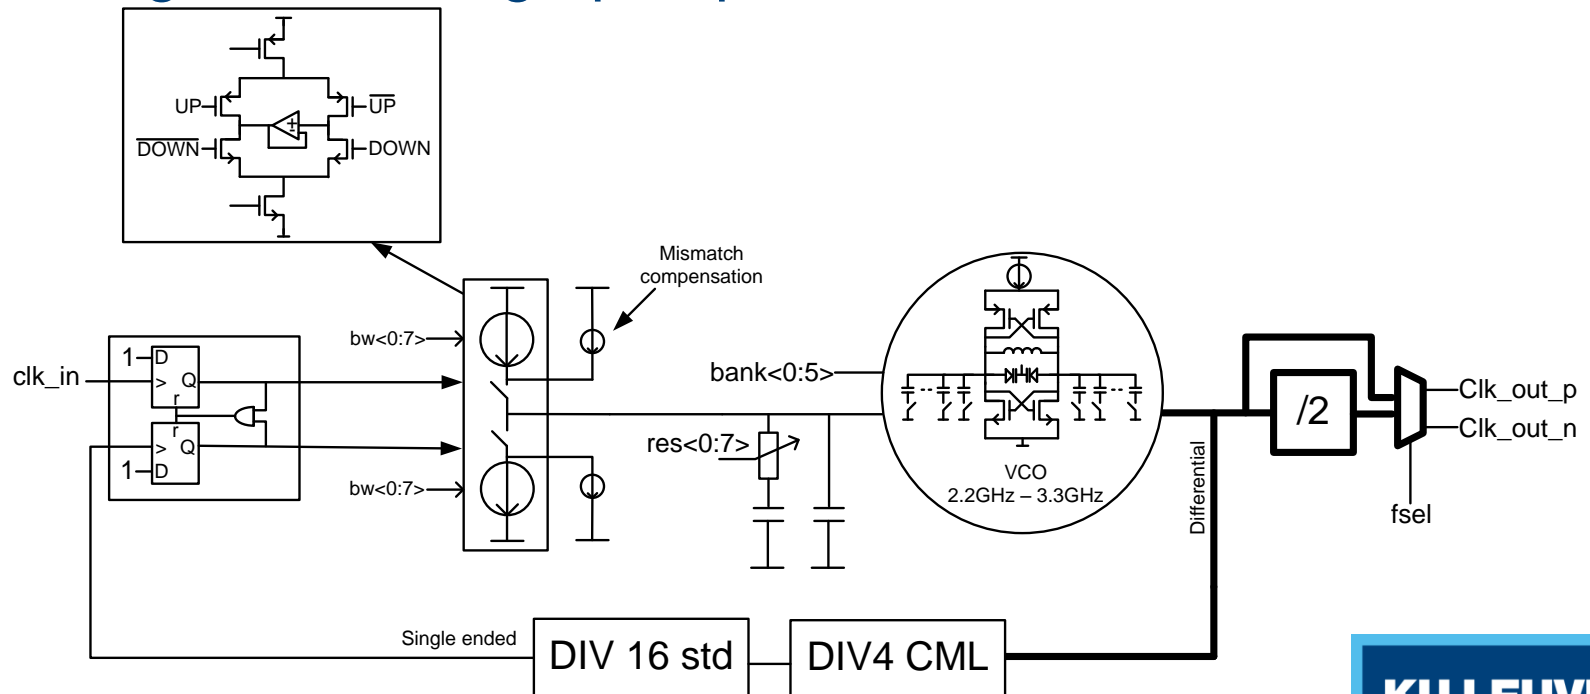 UP
UP
DOWN
DOWN
Mismatch
compensation
bw<0:7>
1
D
clk_in
>
Q
r
r
>
Q
1
D
bw<0:7>
bank<0:5>
res<0:7>
VCO
2.2GHz – 3.3GHz
Differential
/2
Clk_out_p
Clk_out_n
fsel
Single ended
DIV 16 std
DIV4 CML